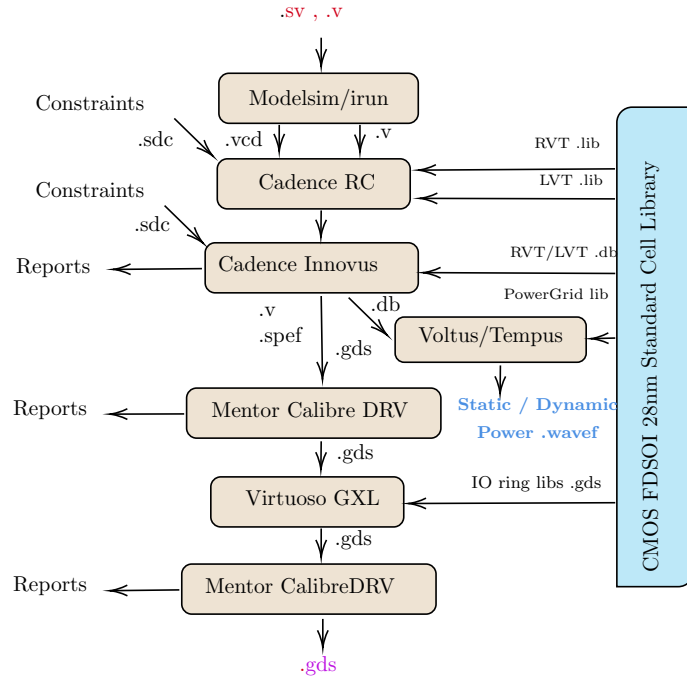 .sv , .v
Modelsim/irun
Constraints
.sdc
.vcd
.v
RVT .lib
Cadence RC
LVT .lib
Constraints
.sdc
RVT/LVT .db
Reports
Cadence Innovus
PowerGrid lib
.v
.db
.spef
.gds
Voltus/Tempus
Static / Dynamic
Power .wavef
Reports
Mentor Calibre DRV
.gds
Virtuoso GXL
IO ring libs .gds
.gds
Reports
Mentor CalibreDRV
.gds
CMOS FDSOI 28nm Standard Cell Library